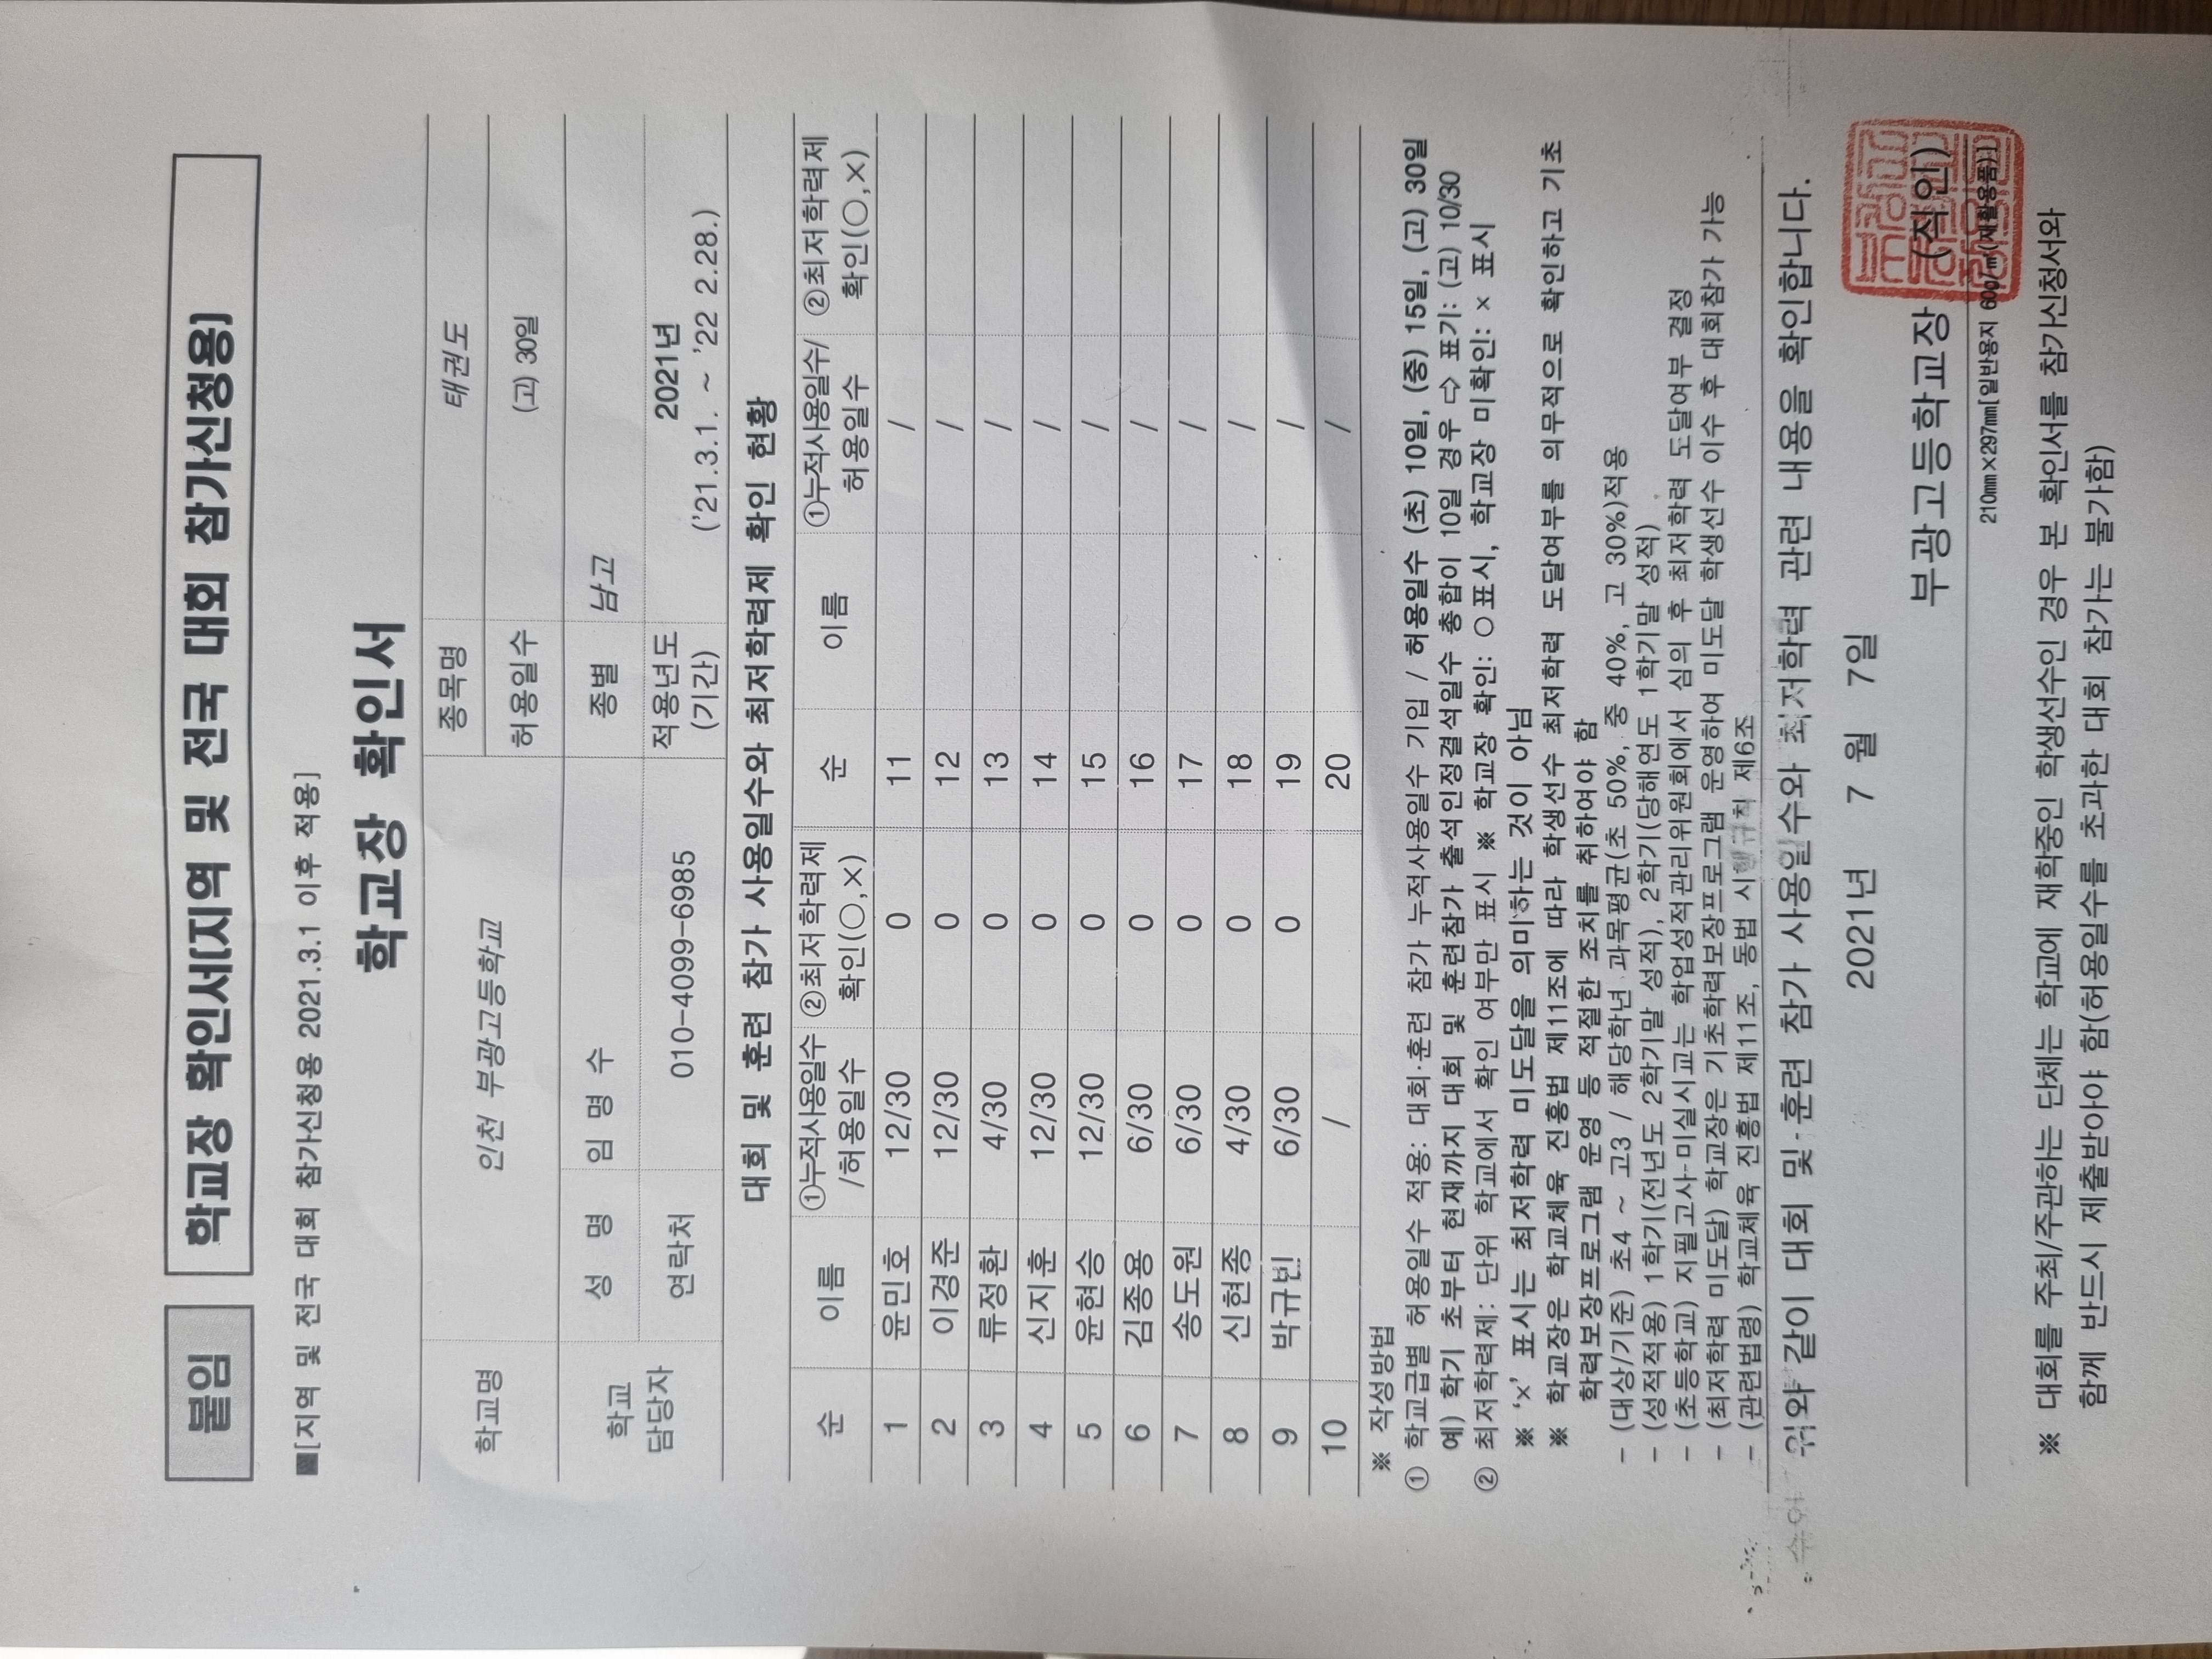 붙임
학교장 확인서(지역 및 전국 대회 참가신청용)
■[지역 및 전국 대회 참가신청용 2021.3.1 이후 적용]
학교장 확인서
학교명 인천 부광고등학교 종목명 태권도
허용일수 (고) 30일
학교 담당자 성 명 임 명 수 종별 남고
연락처 010-4099-6985 적용년도 (기간) 2021년
('21.3.1. ~ '22 2.28.)
대회 및 훈련 참가 사용일수와 최저학력제 확인 현황
순 이름 ①누적사용일수/허용일수 ②최저학력제 확인(○,×) 순 이름 ①누적사용일수/허용일수 ②최저학력제 확인(○,×)
1 윤민호 12/30 0 11 /
2 이경준 12/30 0 12 /
3 류정환 4/30 0 13 /
4 신지훈 12/30 0 14 /
5 윤현승 12/30 0 15 /
6 김종용 6/30 0 16 /
7 송도원 6/30 0 17 /
8 신현종 4/30 0 18 /
9 박규빈 6/30 0 19 /
10 / 20 /
※ 작성방법
① 학교급별 허용일수 적용: 대회·훈련 참가 누적사용일수 기입 / 허용일수 (초) 10일, (중) 15일, (고) 30일
예) 학기 초부터 현재까지 대회 및 훈련참가 출석인정결석일수 총합이 10일 경우 ⇨ 표기: (고) 10/30
② 최저학력제: 단위 학교에서 확인 여부만 표시 ※ 학교장 확인: ○ 표시, 학교장 미확인: × 표시
※ '×' 표시는 최저학력 미도달을 의미하는 것이 아님
※ 학교장은 학교체육 진흥법 제11조에 따라 학생선수 최저학력 도달여부를 의무적으로 확인하고 기초
학력보장프로그램 운영 등 적절한 조치를 취하여야 함
- (대상/기준) 초4 ~ 고3 / 해당학년 과목평균(초 50%, 중 40%, 고 30%)적용
- (성적적용) 1학기(전년도 2학기말 성적), 2학기(당해연도 1학기말 성적)
- (초등학교) 지필고사 미실시교는 학업성적관리위원회에서 심의 후 최저학력 도달여부 결정
- (최저학력 미도달) 학교장은 기초학력보장프로그램 운영하여 미도달 학생선수 이수 후 대회참가 가능
- (관련법령) 학교체육 진흥법 제11조, 동법 시행규칙 제6조
위와 같이 대회 및 훈련 참가 사용일수와 최저학력 관련 내용을 확인합니다.
2021년 7 월 7일
부광고등학교장 (직인)
210mm×297mm[일반용지 60g/㎡(재활용품)]
※ 대회를 주최/주관하는 단체는 학교에 재학중인 학생선수인 경우 본 확인서를 참가신청서와
함께 반드시 제출받아야 함(허용일수를 초과한 대회 참가는 불가함)